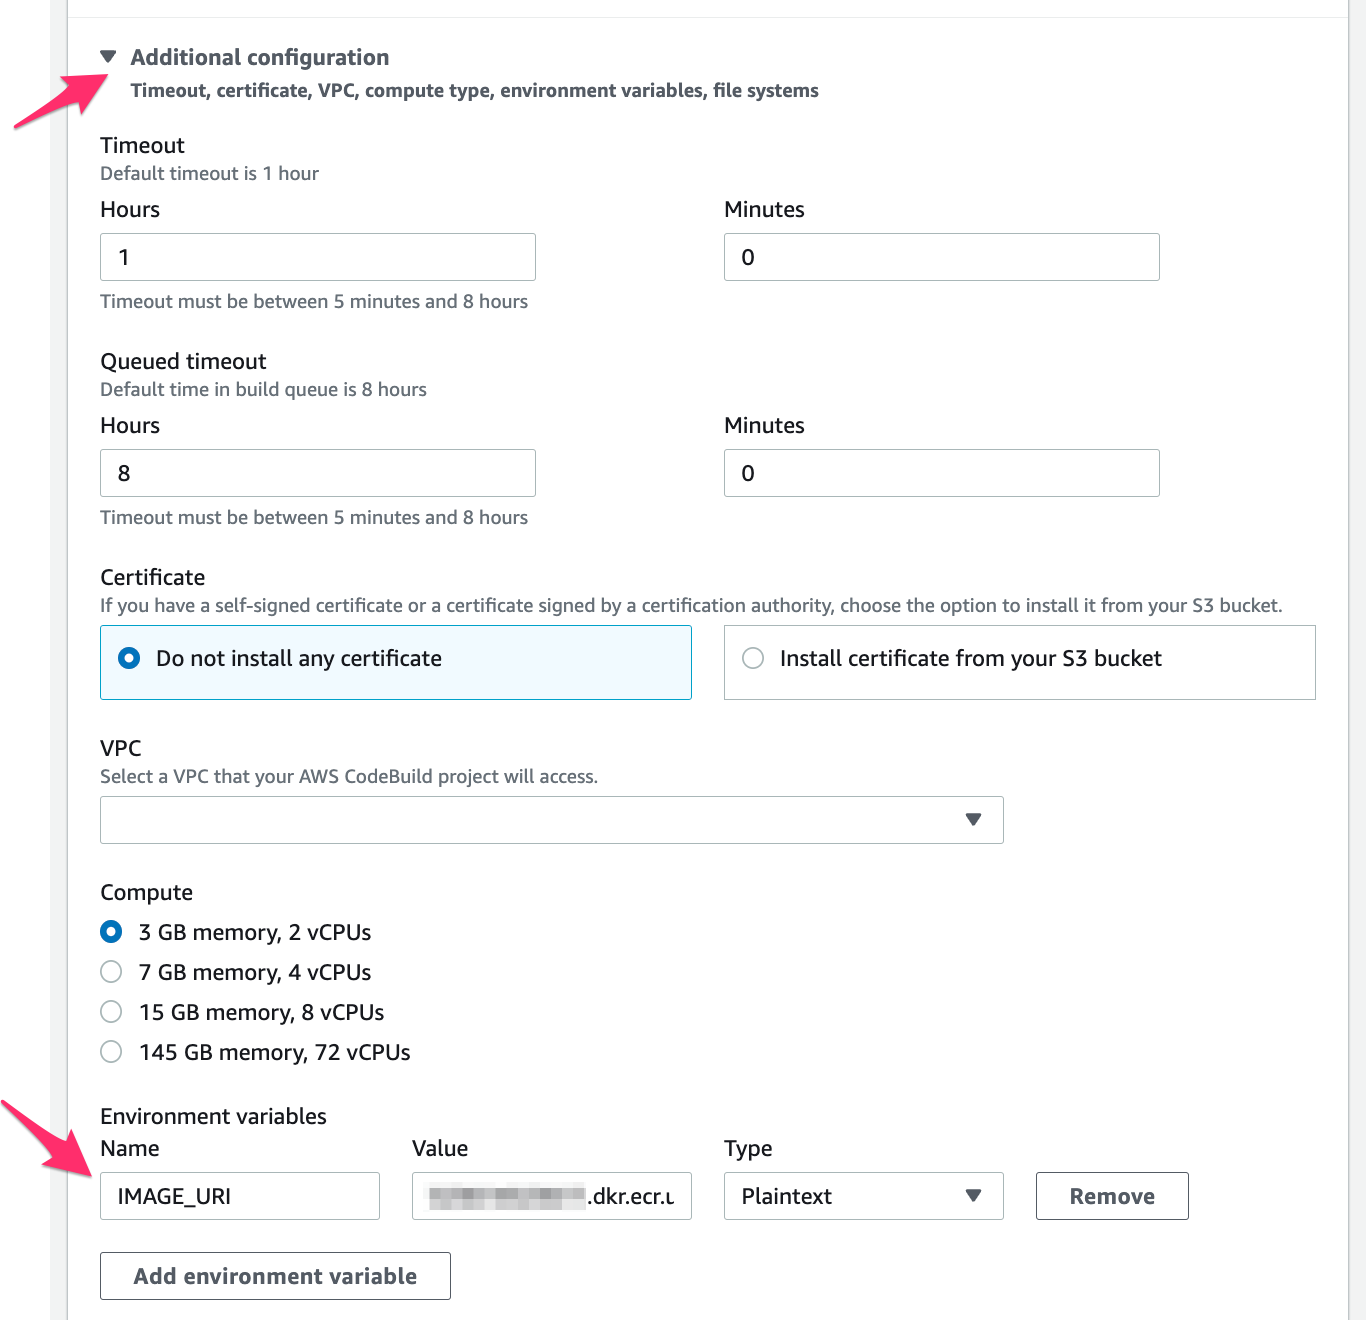 Additional configuration
Timeout, certificate, VPC, compute type, environment variables, file systems
Timeout
Default timeout is 1 hour
Hours Minutes
1 0
Timeout must be between 5 minutes and 8 hours
Queued timeout
Default time in build queue is 8 hours
Hours Minutes
8 0
Timeout must be between 5 minutes and 8 hours
Certificate
If you have a self-signed certificate or a certificate signed by a certification authority, choose the option to install it from your S3 bucket.
Do not install any certificate Install certificate from your S3 bucket
VPC
Select a VPC that your AWS CodeBuild project will access.
Compute
3 GB memory, 2 vCPUs
7 GB memory, 4 vCPUs
15 GB memory, 8 vCPUs
145 GB memory, 72 vCPUs
Environment variables
Name Value Type
IMAGE_URI .dkr.ecr.u Plaintext Remove
Add environment variable